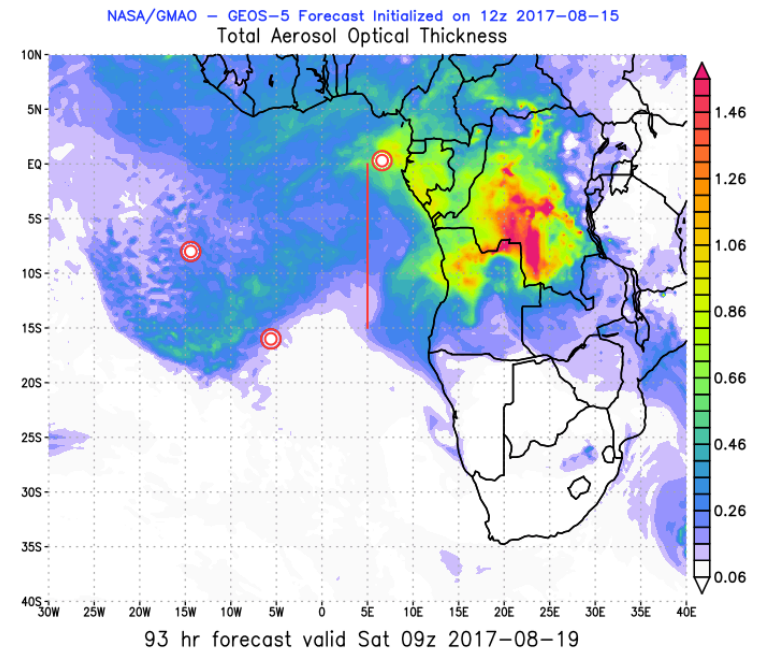 NASA/GMAO - GEOS-5 Forecast Initialized on 12z 2017-08-15
Total Aerosol Optical Thickness
10N
5N
EQ
5S
10S
15S
20S
25S
30S
35S
40S
30W 25W 20W 15W 10W 5W 0 5E 10E 15E 20E 25E 30E 35E 40E
1.46
1.26
1.06
0.86
0.66
0.46
0.26
0.06
93 hr forecast valid Sat 09z 2017-08-19